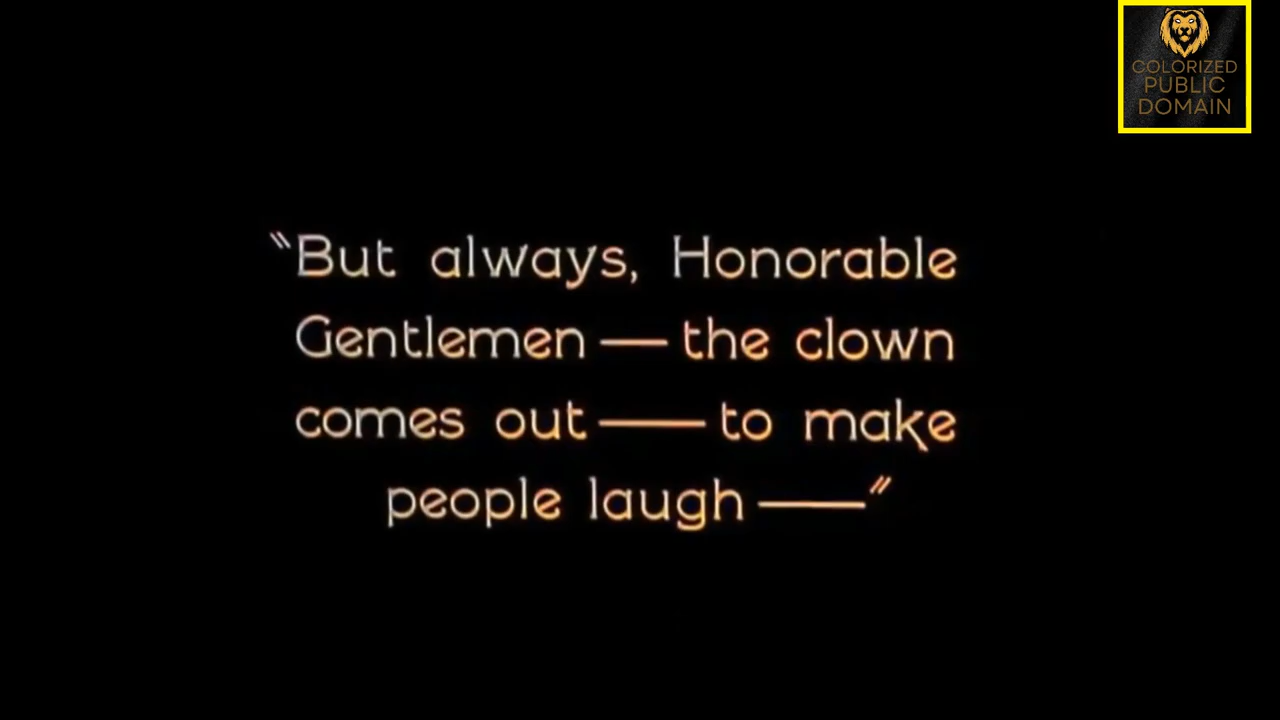 COLORIZED
PUBLIC
DOMAIN
"But always, Honorable
Gentlemen — the clown
comes out — to make
people laugh —"